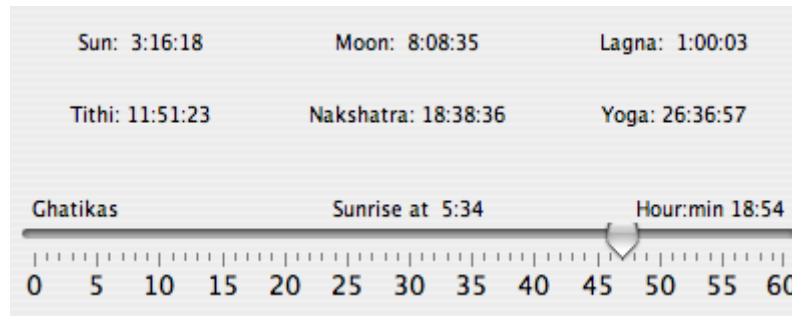 Sun: 3:16:18 Moon: 8:08:35 Lagna: 1:00:03
Tithi: 11:51:23 Nakshatra: 18:38:36 Yoga: 26:36:57
Ghatikas Sunrise at 5:34 Hour:min 18:54
0 5 10 15 20 25 30 35 40 45 50 55 60